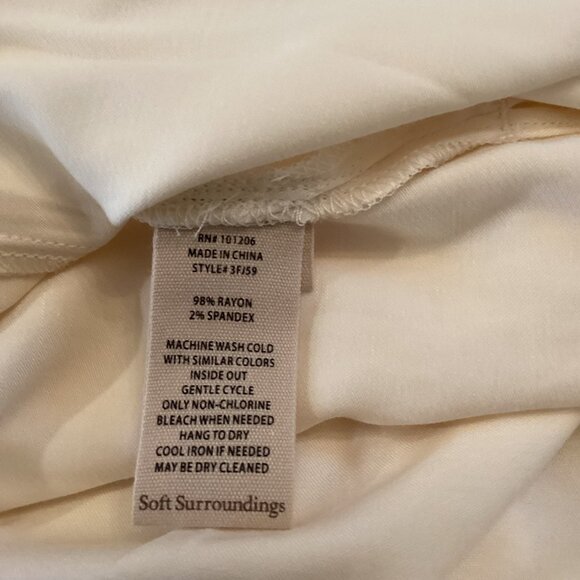 RN# 101206
MADE IN CHINA
STYLE# 3FJ59
98% RAYON
2% SPANDEX
MACHINE WASH COLD
WITH SIMILAR COLORS
INSIDE OUT
GENTLE CYCLE
ONLY NON-CHLORINE
BLEACH WHEN NEEDED
HANG TO DRY
COOL IRON IF NEEDED
MAY BE DRY CLEANED
Soft Surroundings